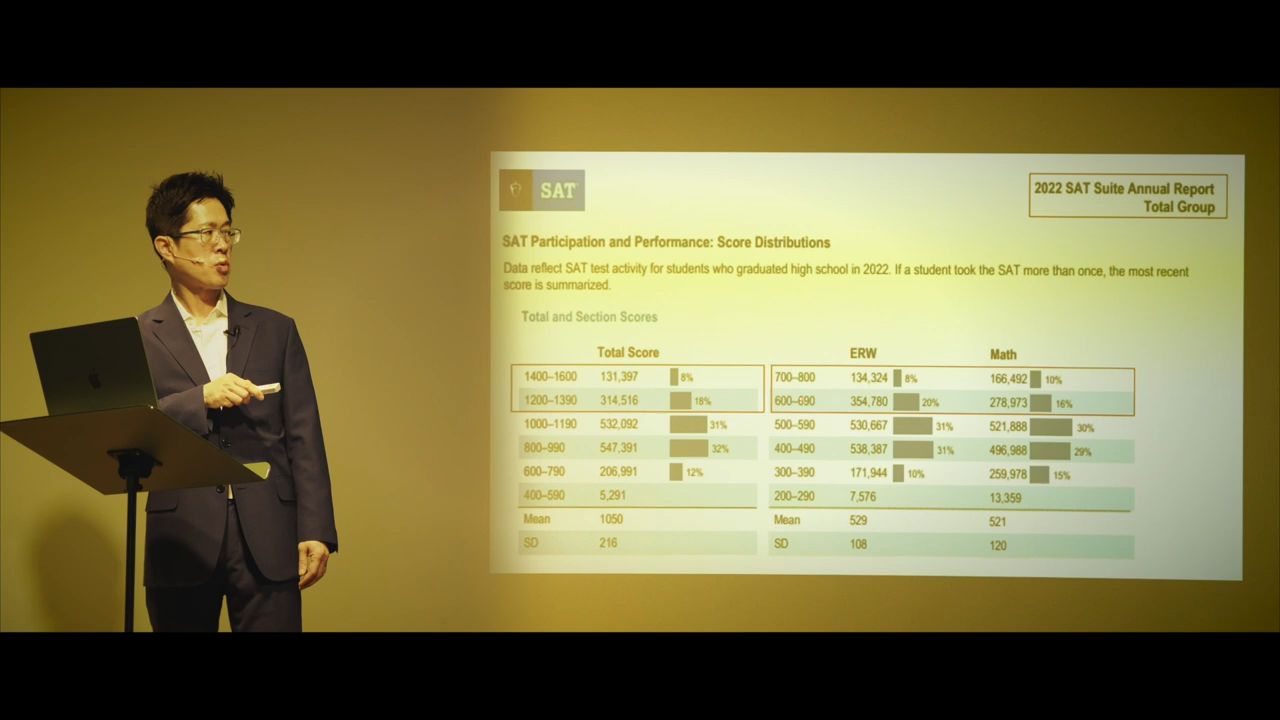 SAT
2022 SAT Suite Annual Report
Total Group
SAT Participation and Performance: Score Distributions
Data reflect SAT test activity for students who graduated high school in 2022. If a student took the SAT more than once, the most recent
score is summarized.
Total and Section Scores
Total Score ERW Math
1400–1600 131,397 8% 700–800 134,324 8% 166,492 10%
1200–1390 314,516 18% 600–690 354,780 20% 278,973 16%
1000–1190 532,092 31% 500–590 530,667 31% 521,888 30%
800–990 547,391 32% 400–490 538,387 31% 496,988 29%
600–790 206,991 12% 300–390 171,944 10% 259,978 15%
400–590 5,291 200–290 7,576 13,359
Mean 1050 Mean 529 521
SD 216 SD 108 120